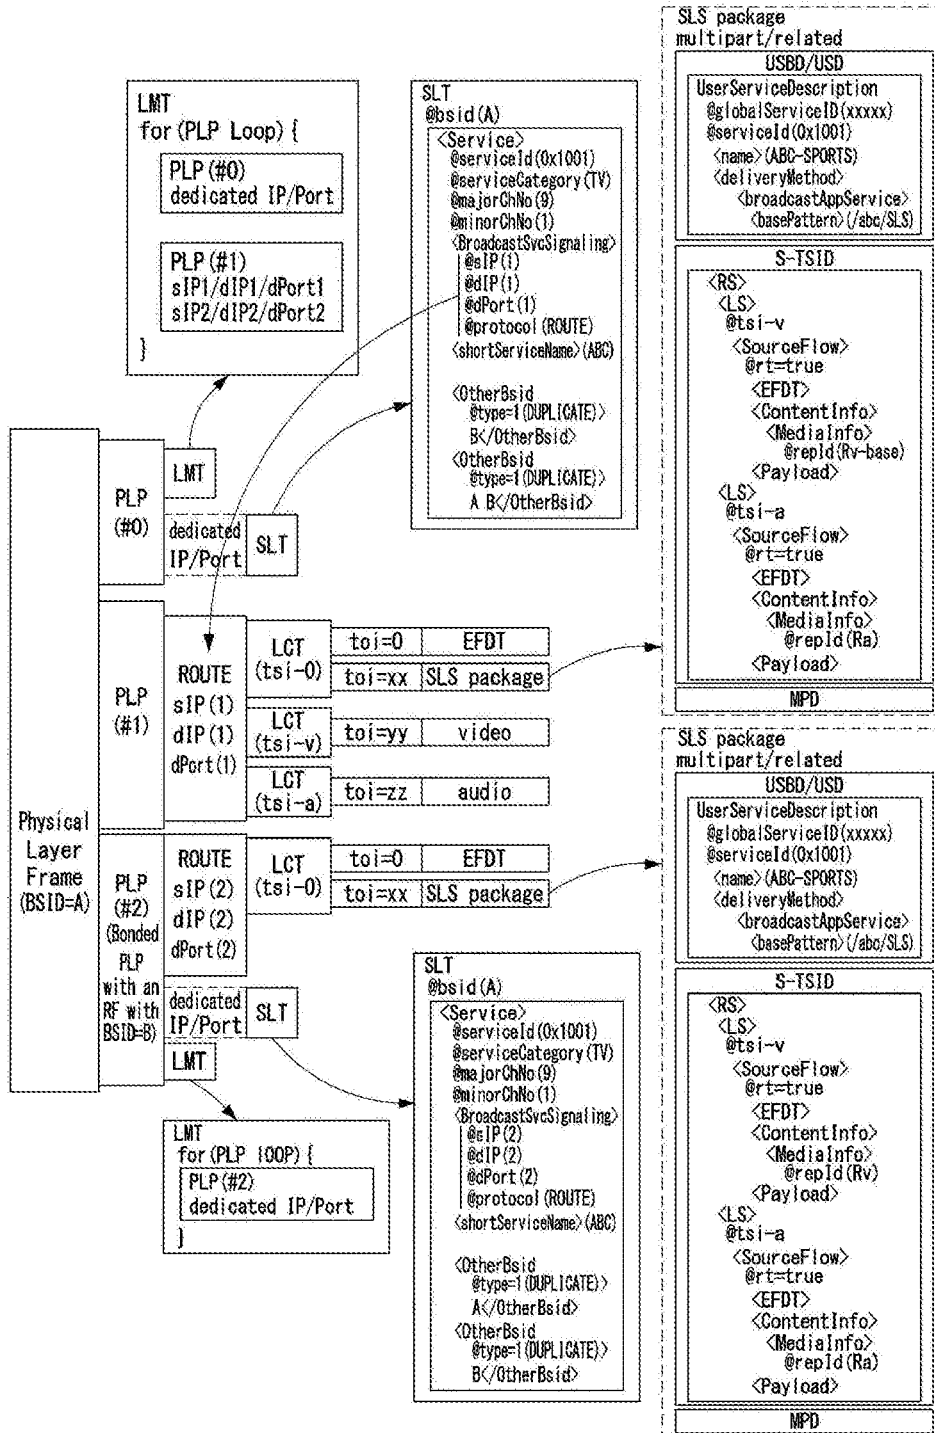 LMT
for(PLP Loop) {
PLP(#0)
dedicated IP/Port
PLP(#1)
sIP1/dIP1/dPort1
sIP2/dIP2/dPort2
}
SLT
@bsid(A)
<Service>
@serviceId(0x1001)
@serviceCategory(TV)
@majorChNo(9)
@minorChNo(1)
<BroadcastSvcSignaling>
@sIP(1)
@dIP(1)
@dPort(1)
@protocol(ROUTE)
<shortServiceName>(ABC)
<OtherBsid
@type=1(DUPLICATE)>
B</OtherBsid>
<OtherBsid
@type=1(DUPLICATE)>
A B</OtherBsid>
SLS package
multipart/related
USBD/USD
UserServiceDescription
@globalServiceID(xxxxx)
@serviceId(0x1001)
<name>(ABC-SPORTS)
<deliveryMethod>
<broadcastAppService>
<basePattern>(/abc/SLS)
S-TSID
<RS>
<LS>
@tsi-v
<SourceFlow>
@rt=true
<EFDT>
<ContentInfo>
<MediaInfo>
@repId(Rv-base)
<Payload>
<LS>
@tsi-a
<SourceFlow>
@rt=true
<EFDT>
<ContentInfo>
<MediaInfo>
@repId(Ra)
<Payload>
MPD
Physical
Layer
Frame
(BSID=A)
PLP
(#0)
LMT
dedicated
IP/Port
SLT
PLP
(#1)
ROUTE
sIP(1)
dIP(1)
dPort(1)
LCT
(tsi-0)
toi=0
EFDT
toi=xx
SLS package
LCT
(tsi-v)
toi=yy
video
LCT
(tsi-a)
toi=zz
audio
PLP
(#2)
(Bonded
PLP
with an
RF with
BSID=B)
ROUTE
sIP(2)
dIP(2)
dPort(2)
LCT
(tsi-0)
toi=0
EFDT
toi=xx
SLS package
dedicated
IP/Port
SLT
LMT
LMT
for(PLP lOOP) {
PLP(#2)
dedicated IP/Port
}
SLT
@bsid(A)
<Service>
@serviceId(0x1001)
@serviceCategory(TV)
@majorChNo(9)
@minorChNo(1)
<BroadcastSvcSignaling>
@sIP(2)
@dIP(2)
@dPort(2)
@protocol(ROUTE)
<shortServiceName>(ABC)
<OtherBsid
@type=1(DUPLICATE)>
A</OtherBsid>
<OtherBsid
@type=1(DUPLICATE)>
B</OtherBsid>
SLS package
multipart/related
USBD/USD
UserServiceDescription
@globalServiceID(xxxxx)
@serviceId(0x1001)
<name>(ABC-SPORTS)
<deliveryMethod>
<broadcastAppService>
<basePattern>(/abc/SLS)
S-TSID
<RS>
<LS>
@tsi-v
<SourceFlow>
@rt=true
<EFDT>
<ContentInfo>
<MediaInfo>
@repId(Rv)
<Payload>
<LS>
@tsi-a
<SourceFlow>
@rt=true
<EFDT>
<ContentInfo>
<MediaInfo>
@repId(Ra)
<Payload>
MPD